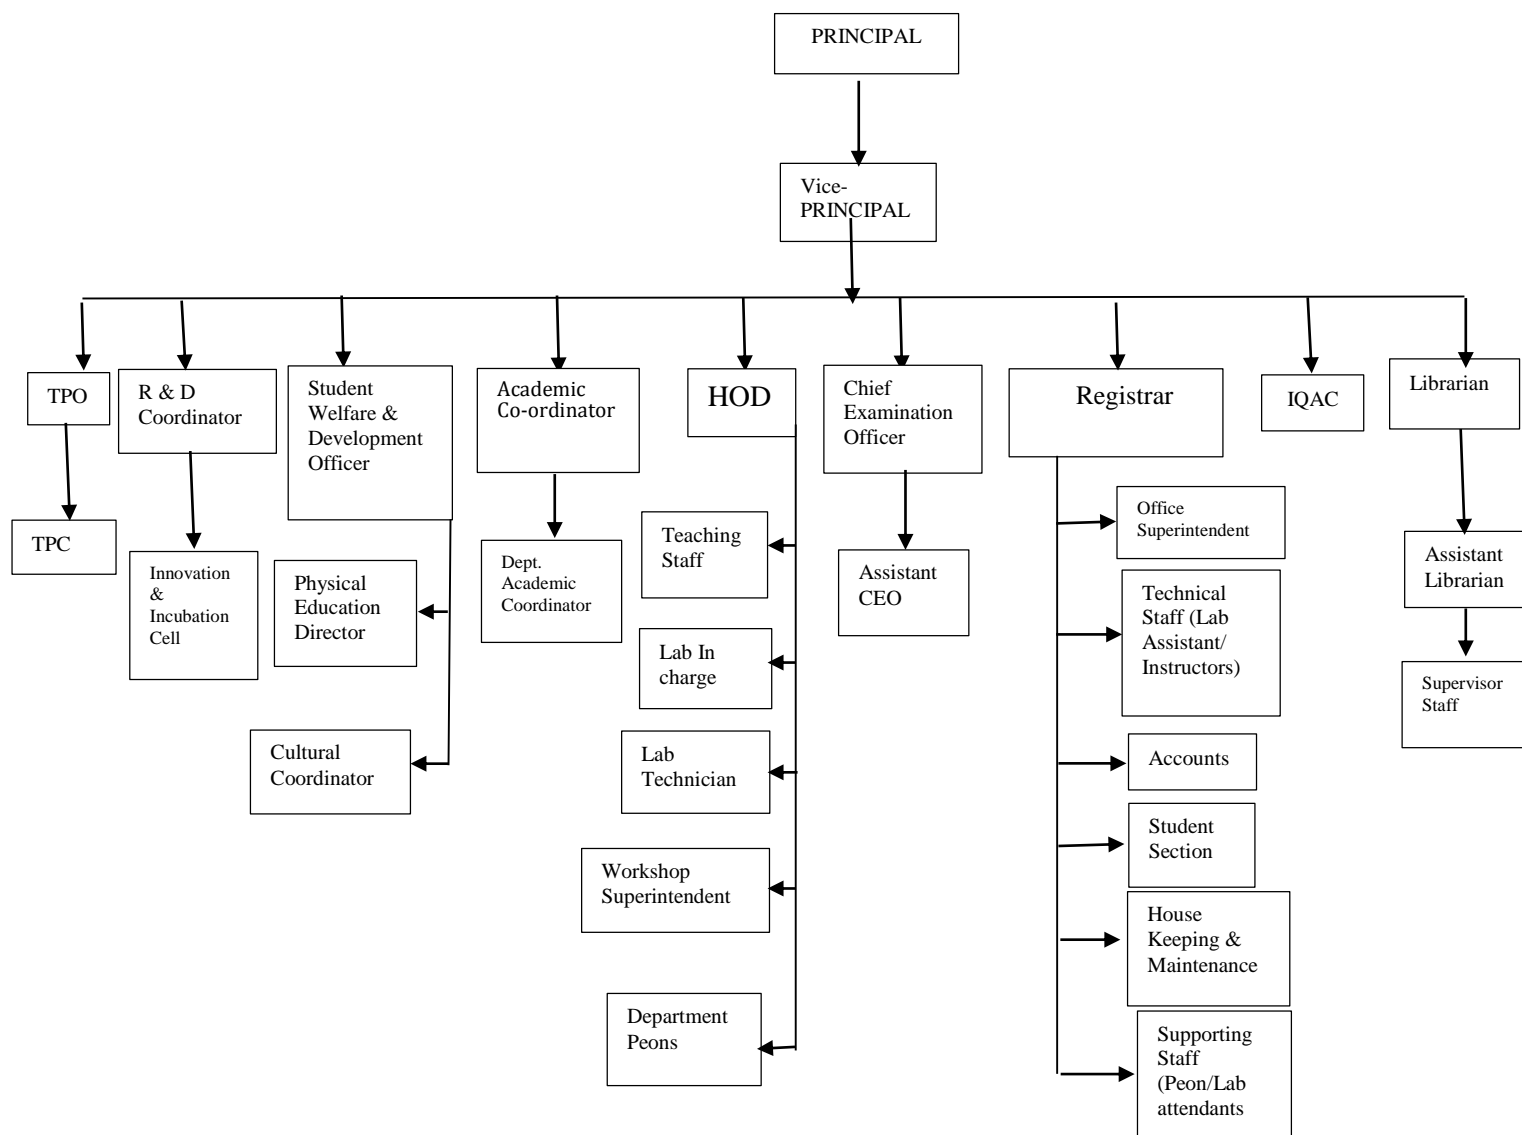 PRINCIPAL
Vice-
PRINCIPAL
TPO
R & D
Coordinator
Student
Welfare &
Development
Officer
Academic
Co-ordinator
HOD
Chief
Examination
Officer
Registrar
IQAC
Librarian
TPC
Innovation
&
Incubation
Cell
Physical
Education
Director
Cultural
Coordinator
Dept.
Academic
Coordinator
Teaching
Staff
Lab In
charge
Lab
Technician
Workshop
Superintendent
Department
Peons
Assistant
CEO
Office
Superintendent
Technical
Staff (Lab
Assistant/
Instructors)
Accounts
Student
Section
House
Keeping &
Maintenance
Supporting
Staff
(Peon/Lab
attendants
Assistant
Librarian
Supervisor
Staff